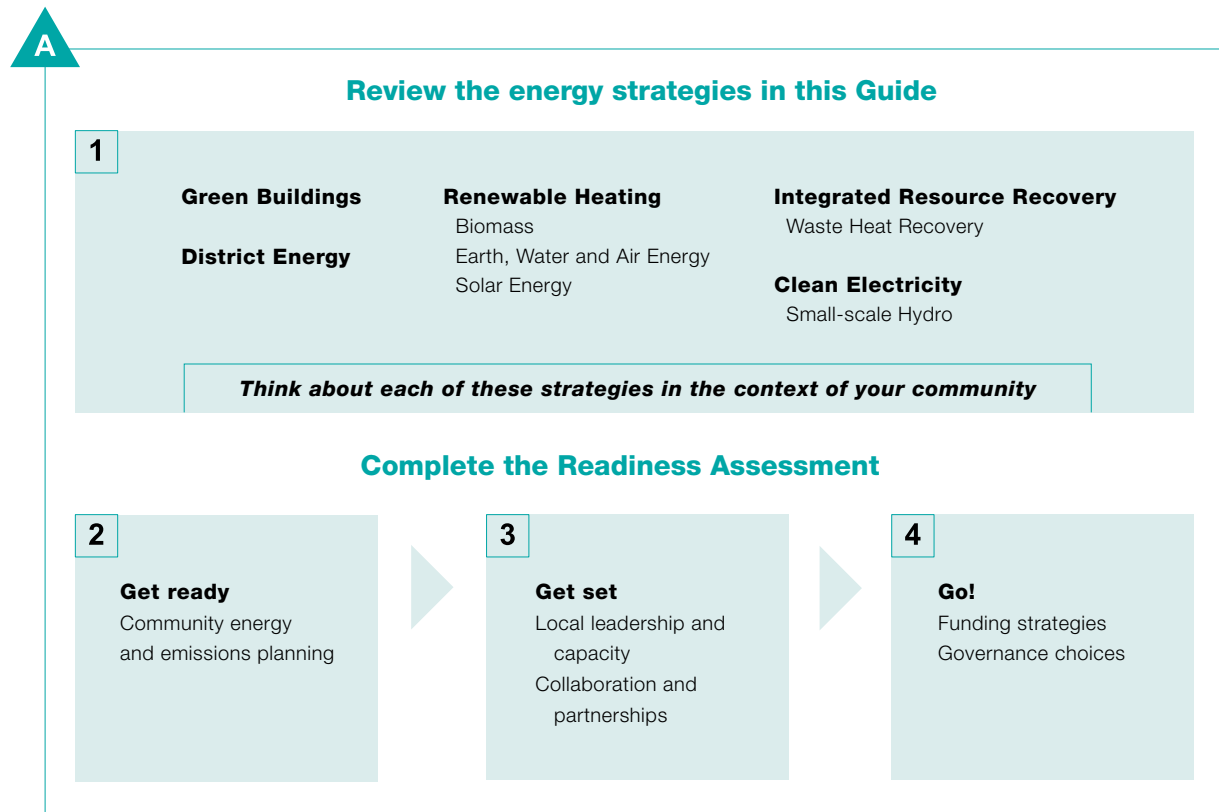 A
Review the energy strategies in this Guide
1
Green Buildings
District Energy
Renewable Heating
Biomass
Earth, Water and Air Energy
Solar Energy
Integrated Resource Recovery
Waste Heat Recovery
Clean Electricity
Small-scale Hydro
Think about each of these strategies in the context of your community
Complete the Readiness Assessment
2
Get ready
Community energy
and emissions planning
3
Get set
Local leadership and
capacity
Collaboration and
partnerships
4
Go!
Funding strategies
Governance choices